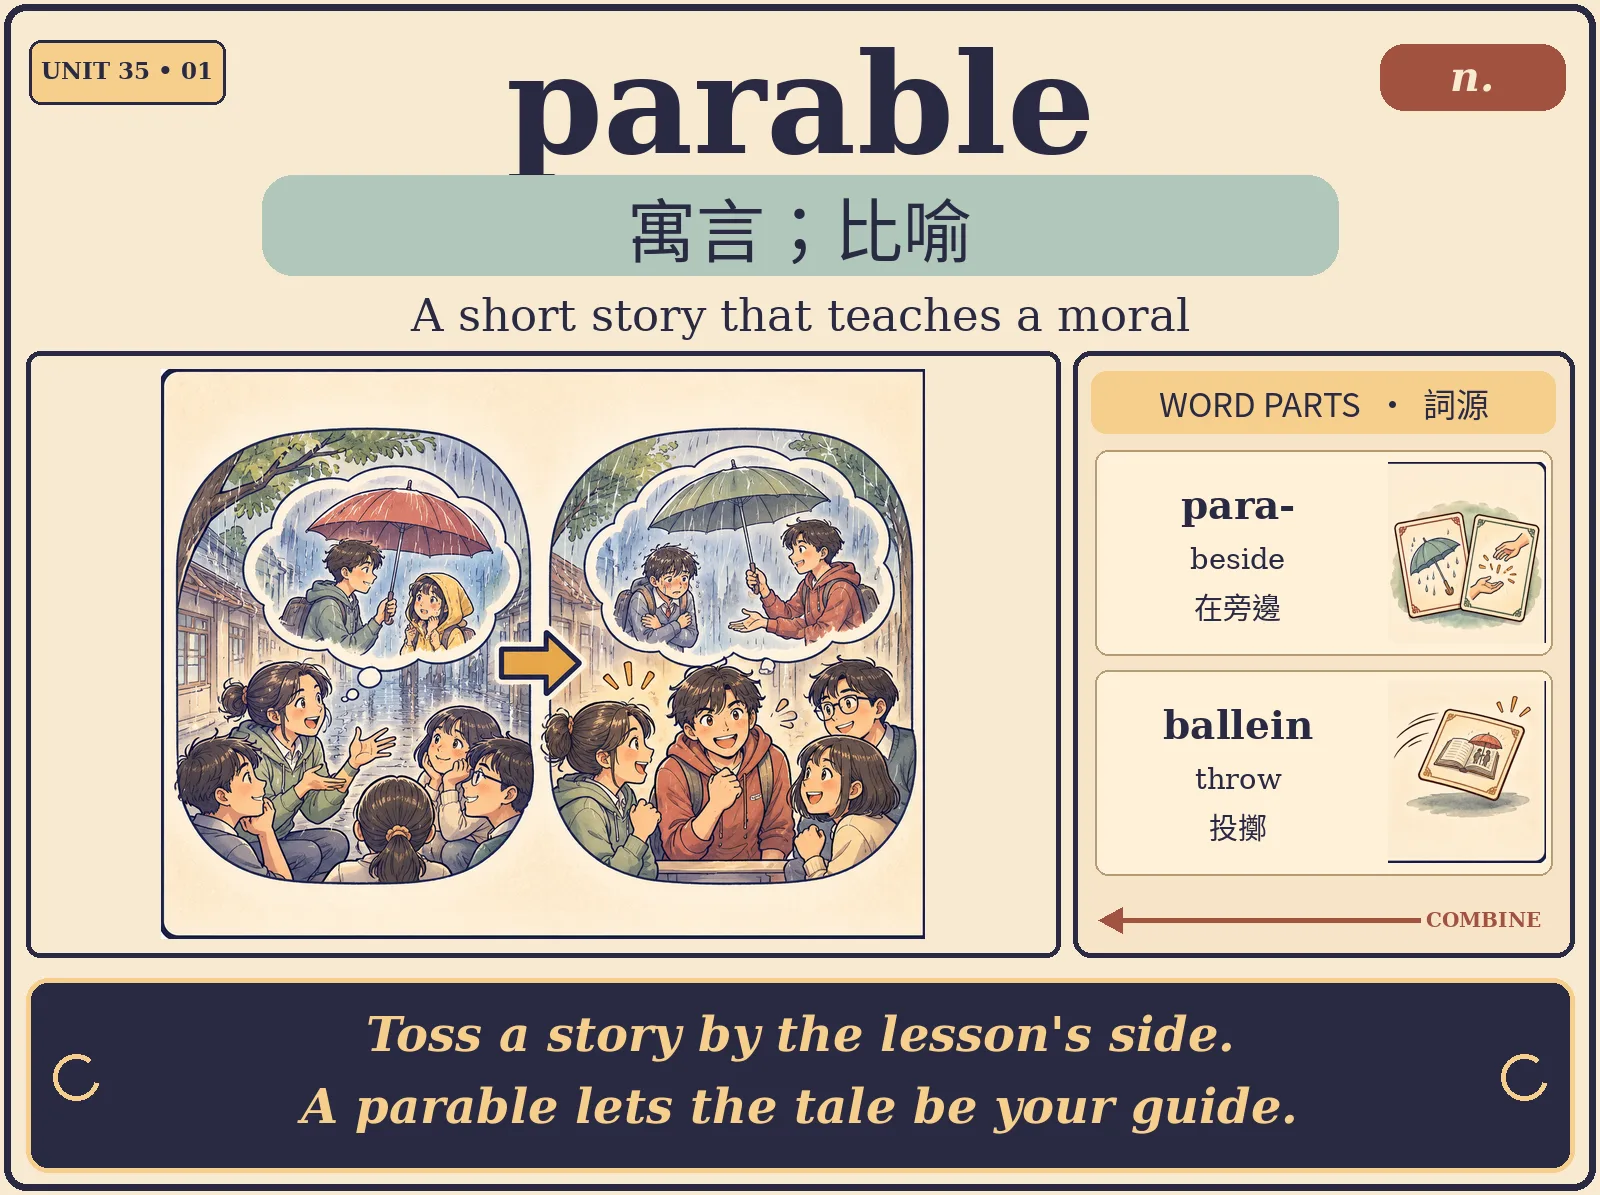 UNIT 35 • 01
parable
n.
寓言；比喻
A short story that teaches a moral
WORD PARTS ・ 詞源
para-
beside
在旁邊
ballein
throw
投擲
COMBINE
Toss a story by the lesson's side.
A parable lets the tale be your guide.